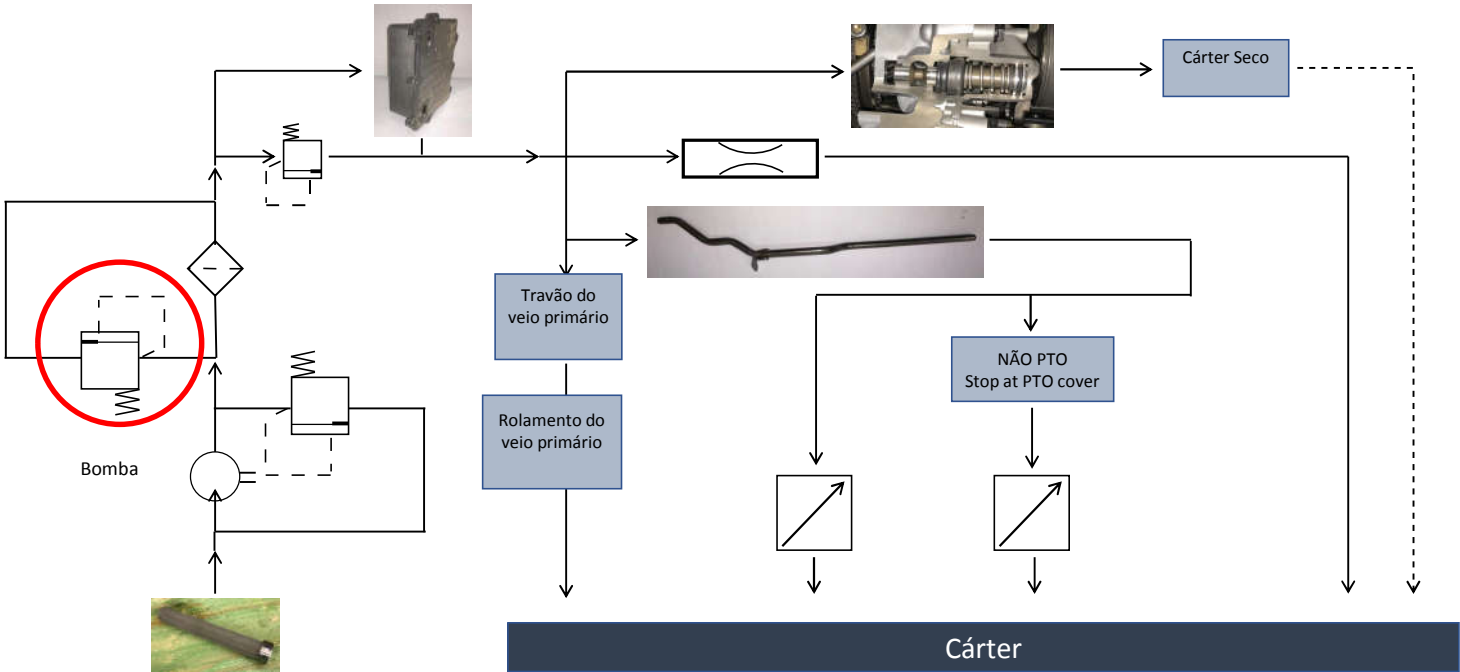 Cárter Seco
Travão do
veio primário
NÃO PTO
Stop at PTO cover
Rolamento do
veio primário
Bomba
Cárter